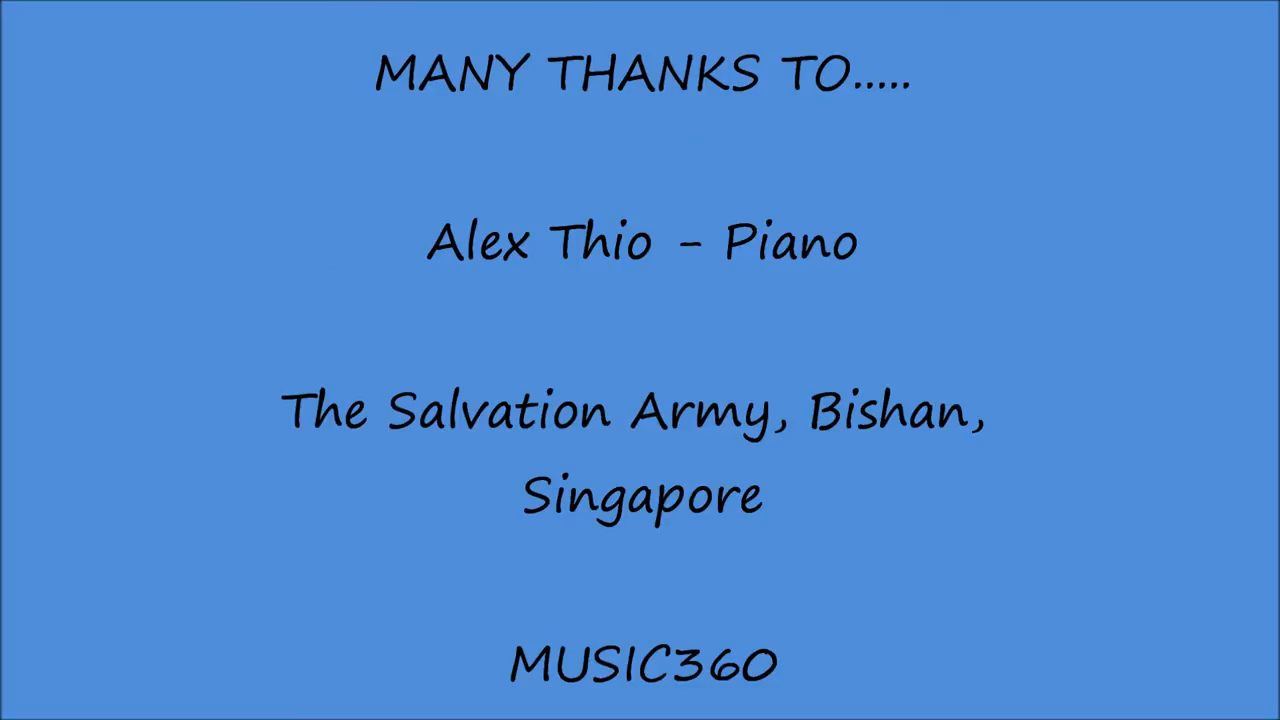 MANY THANKS TO.....
Alex Thio - Piano
The Salvation Army, Bishan,
Singapore
MUSIC360